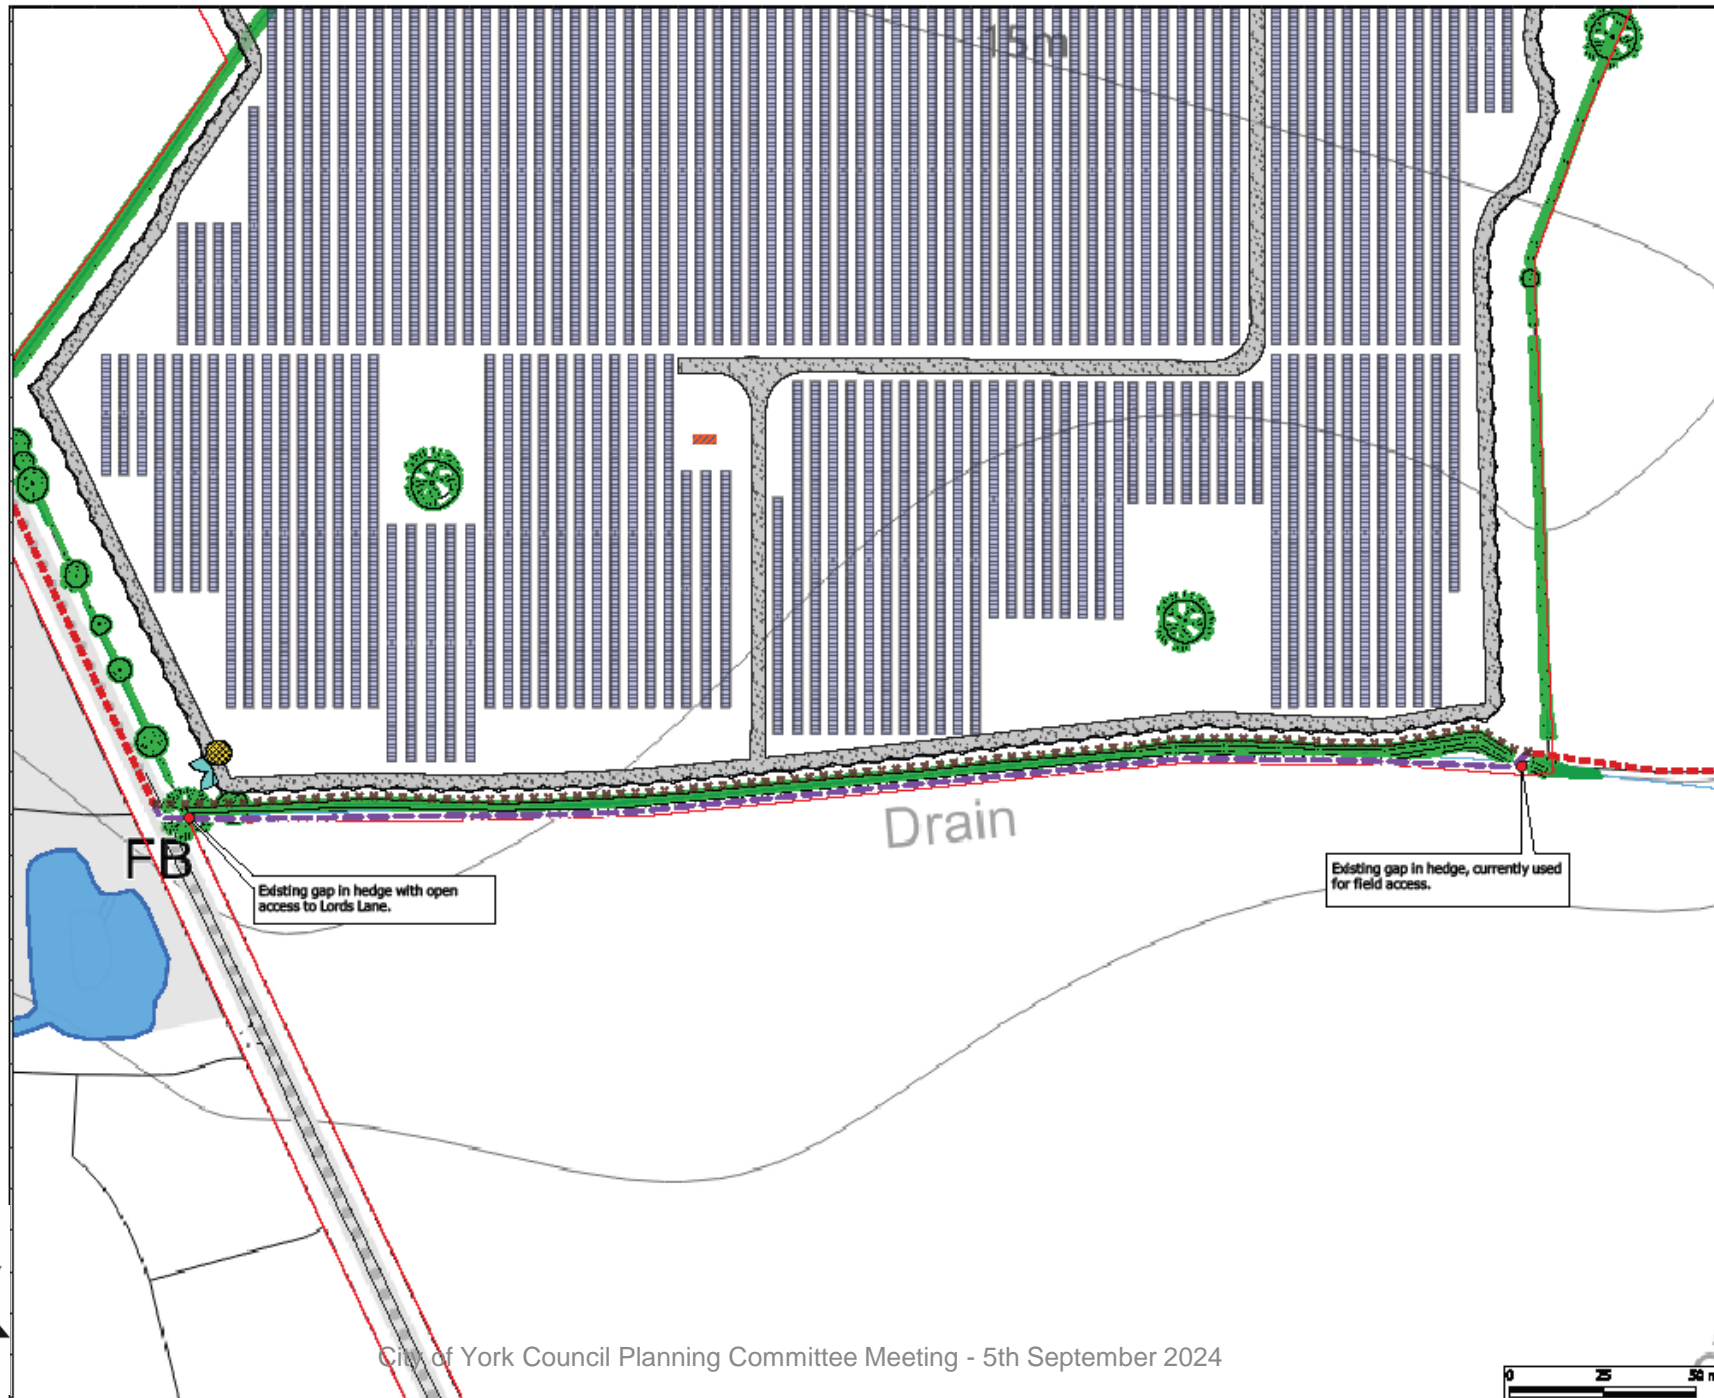 15m
Drain
FB
Existing gap in hedge with open
access to Lords Lane.
Existing gap in hedge, currently used
for field access.
City of York Council Planning Committee Meeting - 5th September 2024
0 25 50 m